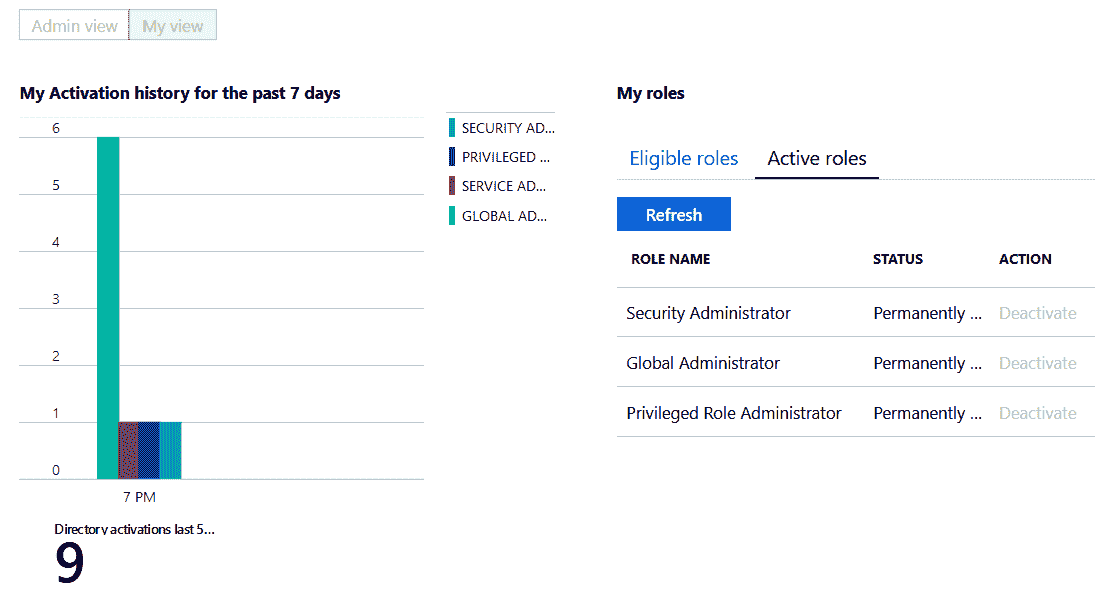 Admin view My view
My Activation history for the past 7 days
6
5
4
3
2
1
0
7 PM
SECURITY AD...
PRIVILEGED ...
SERVICE AD...
GLOBAL AD...
Directory activations last 5...
9
My roles
Eligible roles Active roles
Refresh
ROLE NAME STATUS ACTION
Security Administrator Permanently ... Deactivate
Global Administrator Permanently ... Deactivate
Privileged Role Administrator Permanently ... Deactivate